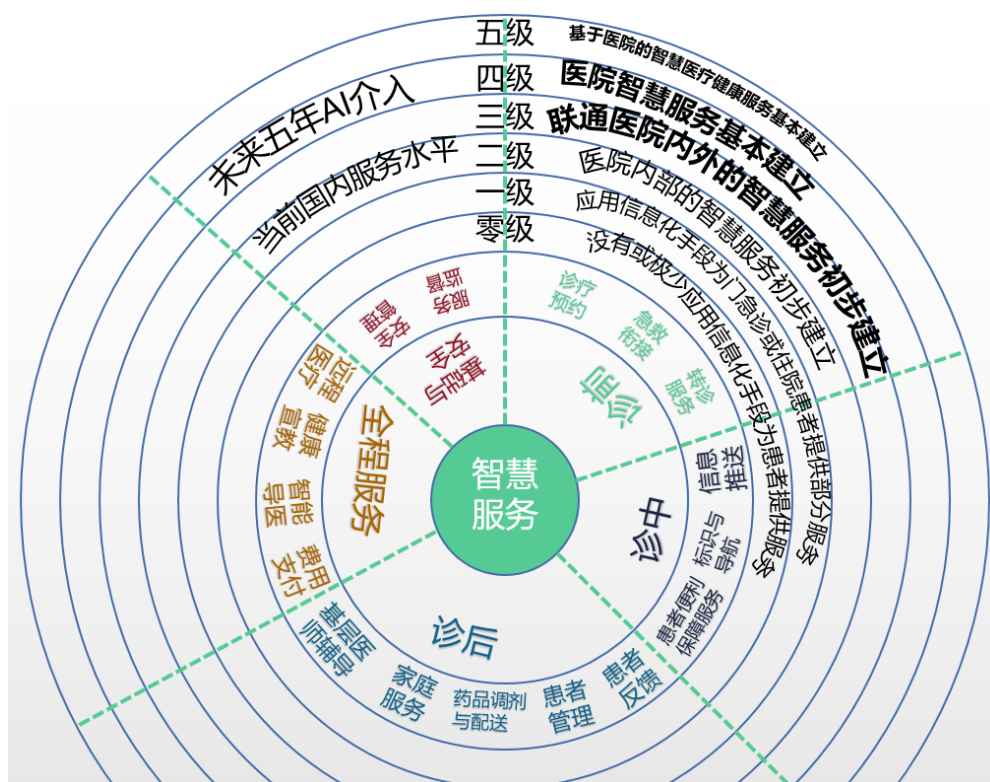 五级
四级
三级
二级
一级
零级
基于医院的智慧医疗健康服务基本建立
医院智慧服务基本建立
联通医院内外的智慧服务初步建立
医院内部的智慧服务初步建立
应用信息化手段为门急诊或住院患者提供部分服务
没有或极少应用信息化手段为患者提供服务
未来五年AI介入
当前国内服务水平
智慧
服务
诊前
诊疗
预约
急救
衔接
转诊
服务
诊中
信息
推送
标识与
导航
患者便利
保障服务
诊后
患者
反馈
患者
管理
药品调剂
与配送
家庭
服务
基层医
师辅导
全程服务
费用
支付
智能
导医
健康
宣教
远程
医疗
基础与
安全
安全
管理
服务
监督